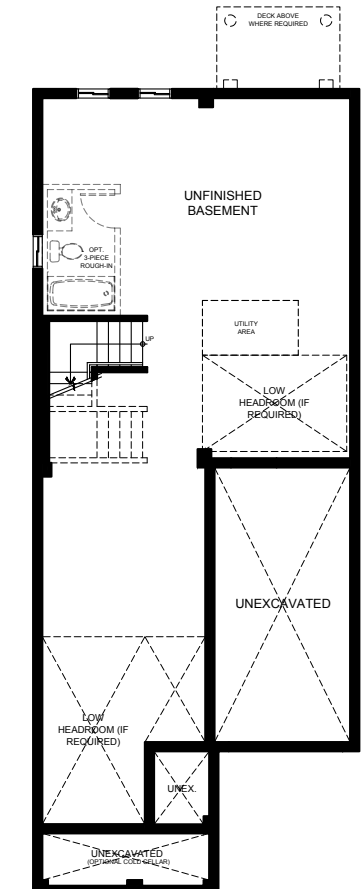 DECK ABOVE
WHERE REQUIRED
UNFINISHED
BASEMENT
OPT.
3-PIECE
ROUGH-IN
UTILITY
AREA
UP
LOW
HEADROOM (IF
REQUIRED)
UNEXCAVATED
LOW
HEADROOM (IF
REQUIRED)
UNEX.
UNEXCAVATED
(OPTIONAL COLD CELLAR)